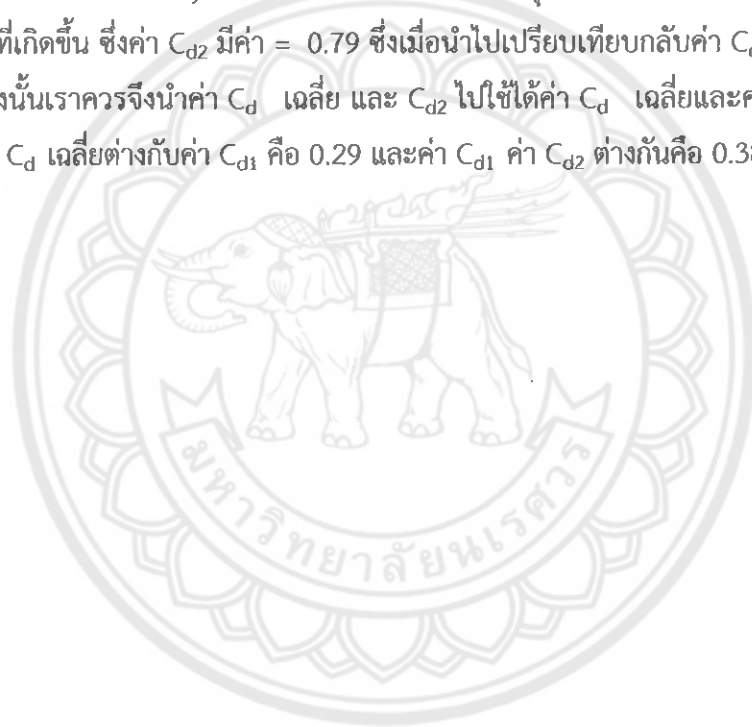 ที่เกิดขึ้น ซึ่งค่า Cd2 มีค่า = 0.79 ซึ่งเมื่อนำไปเปรียบเทียบกลับค่า
งนั้นเราควรจึงนำค่า Cd เฉลี่ย และ Cd2 ไปใช้ได้ค่า Cd เฉลี่ยและค
Cd เฉลี่ยต่างกับค่า Cd1 คือ 0.29 และค่า Cd1 ค่า Cd2 ต่างกันคือ
มหาวิทยาลัยนเรศวร